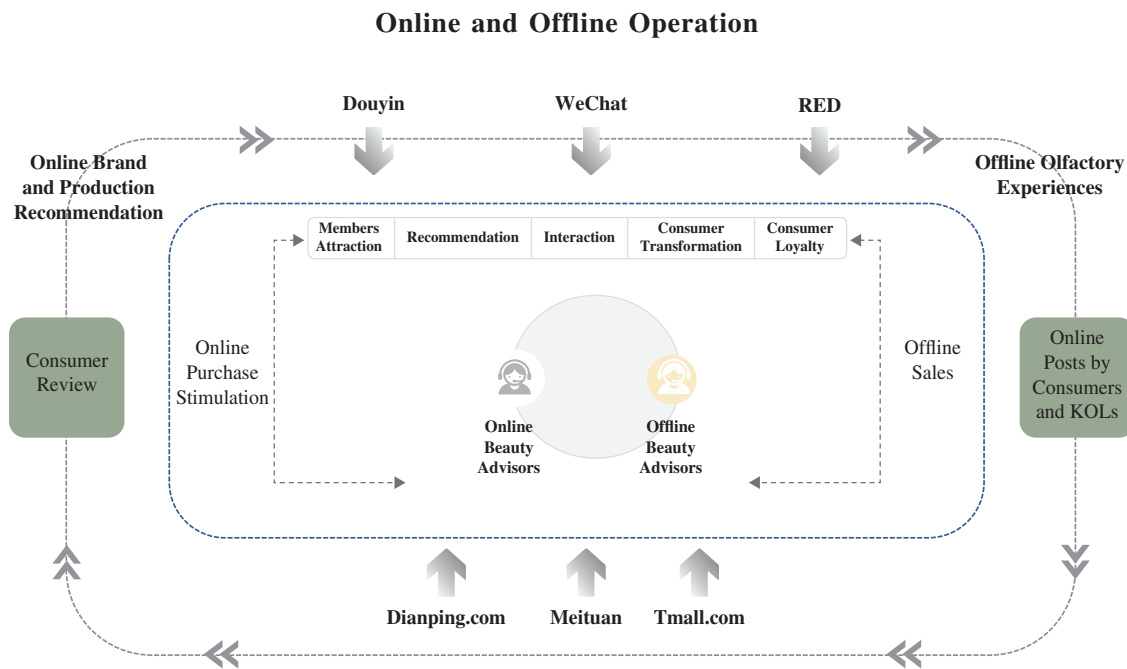 Online and Offline Operation
Douyin
WeChat
RED
Online Brand
and Production
Recommendation
Offline Olfactory
Experiences
Members
Attraction
Recommendation
Interaction
Consumer
Transformation
Consumer
Loyalty
Consumer
Review
Online
Purchase
Stimulation
Online
Beauty
Advisors
Offline
Beauty
Advisors
Offline
Sales
Online
Posts by
Consumers
and KOLs
Dianping.com
Meituan
Tmall.com